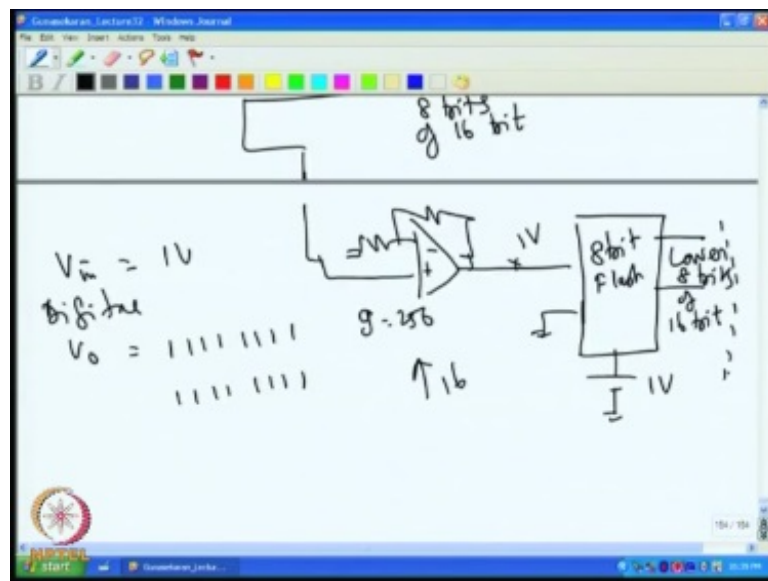 Gunasekaran_Lecture32 - Windows Journal
File Edit View Insert Actions Tools Help
B I
8 bits
of 16 bit
Vin = 1V
Digital
Vo = 1111 1111
1111 1111
g = 256
↑ 16
1V
8 bit
Flash
Lower
8 bits
of
16 bit
1V
154 / 154
NPTEL
start
Gunasekaran_Lectu...